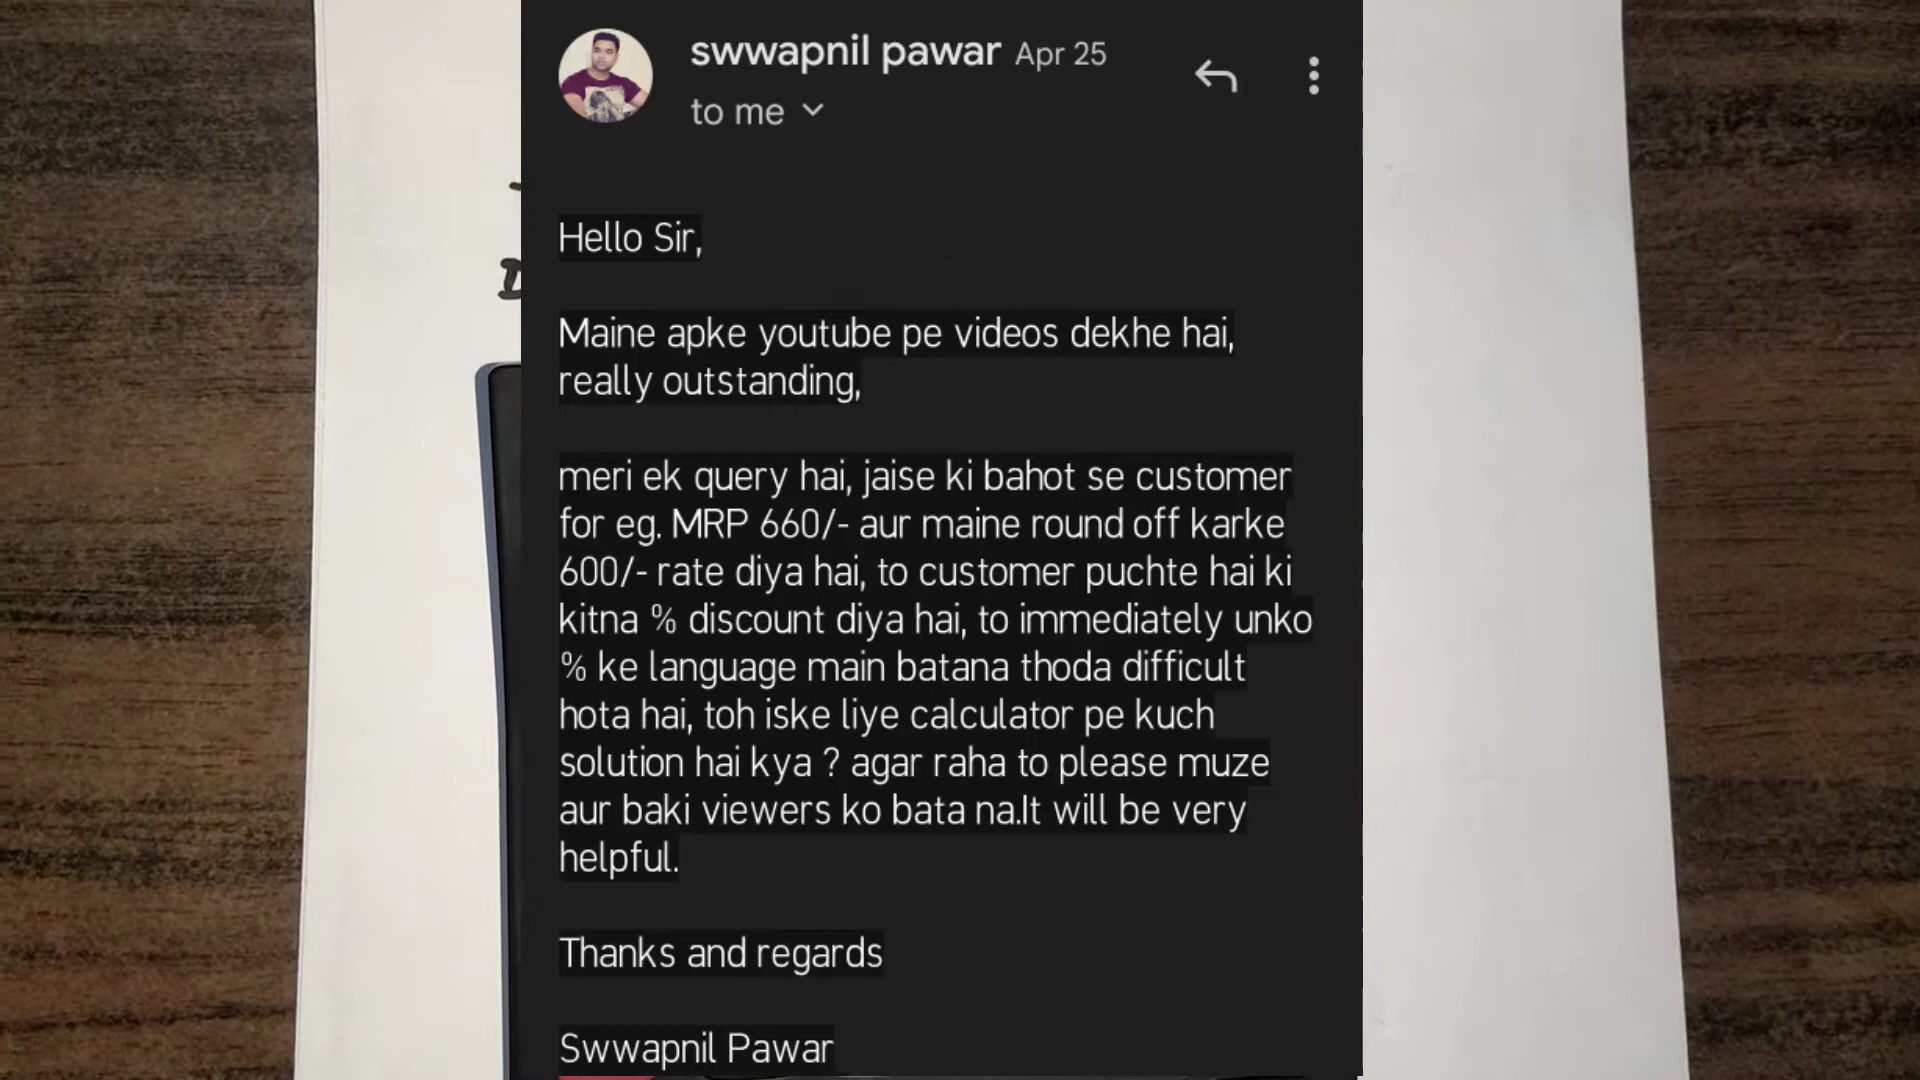 swwapnil pawar Apr 25
to me
Hello Sir,
Maine apke youtube pe videos dekhe hai,
really outstanding,
meri ek query hai, jaise ki bahot se customer
for eg. MRP 660/- aur maine round off karke
600/- rate diya hai, to customer puchte hai ki
kitna % discount diya hai, to immediately unko
% ke language main batana thoda difficult
hota hai, toh iske liye calculator pe kuch
solution hai kya ? agar raha to please muze
aur baki viewers ko bata na.It will be very
helpful.
Thanks and regards
Swwapnil Pawar